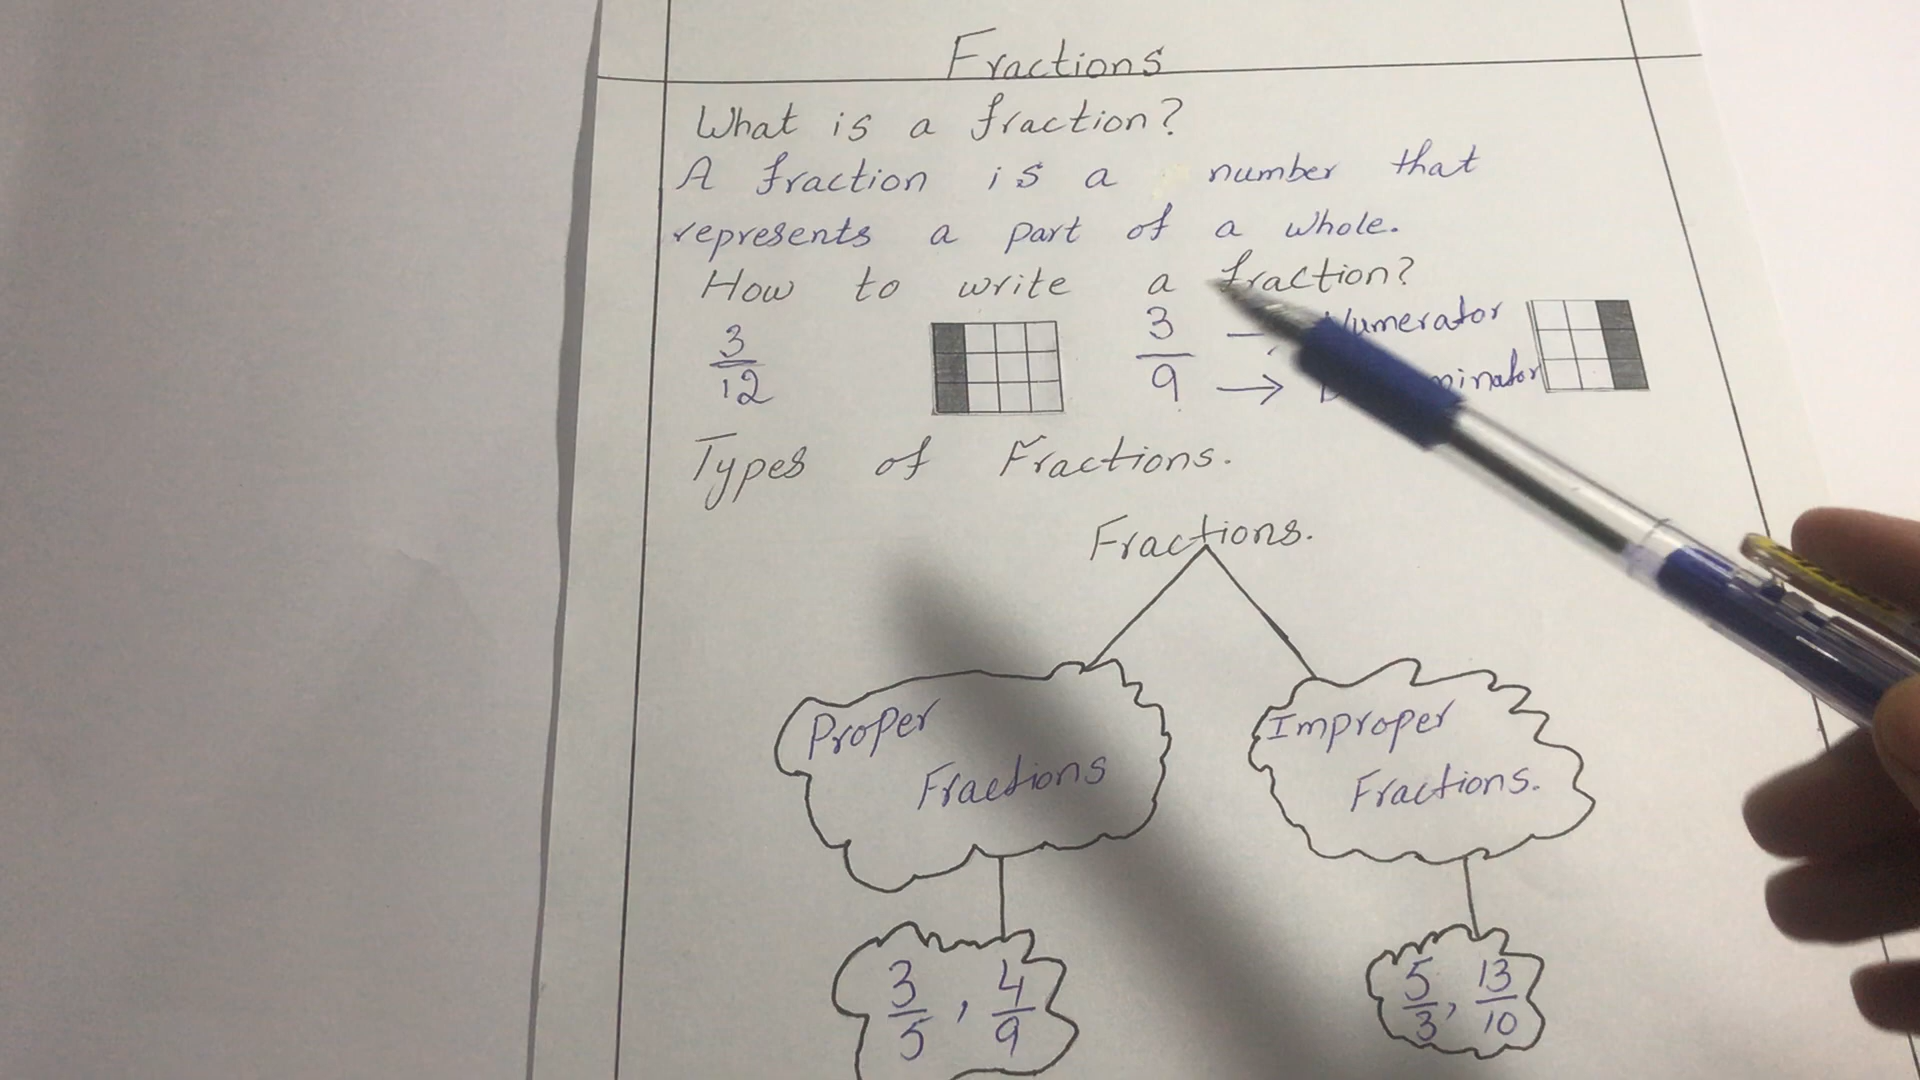 Fractions
What is a fraction?
A fraction is a number that
represents a part of a whole.
How to write a fraction?
3/12 3/9 → Numerator
→
Types of Fractions.
Fractions.
Proper Fractions
Improper Fractions.
3/5, 4/9
5/3, 13/10